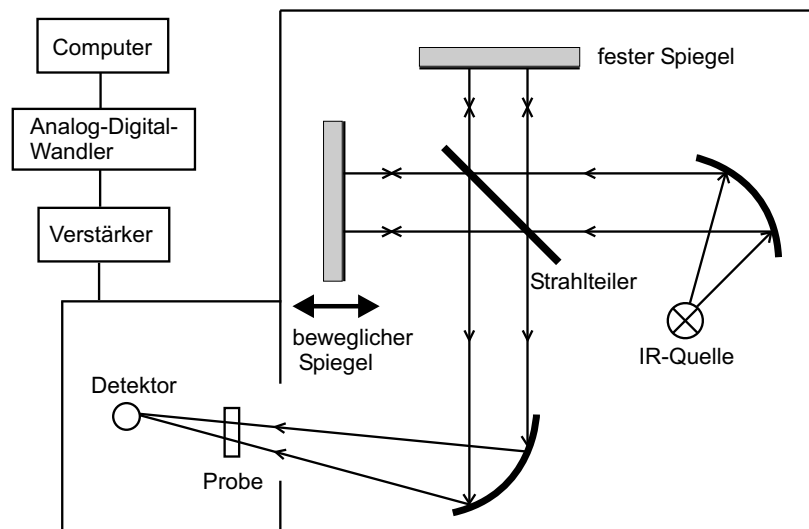 Computer
Analog-Digital-
Wandler
Verstärker
fester Spiegel
Strahlteiler
IR-Quelle
beweglicher
Spiegel
Detektor
Probe